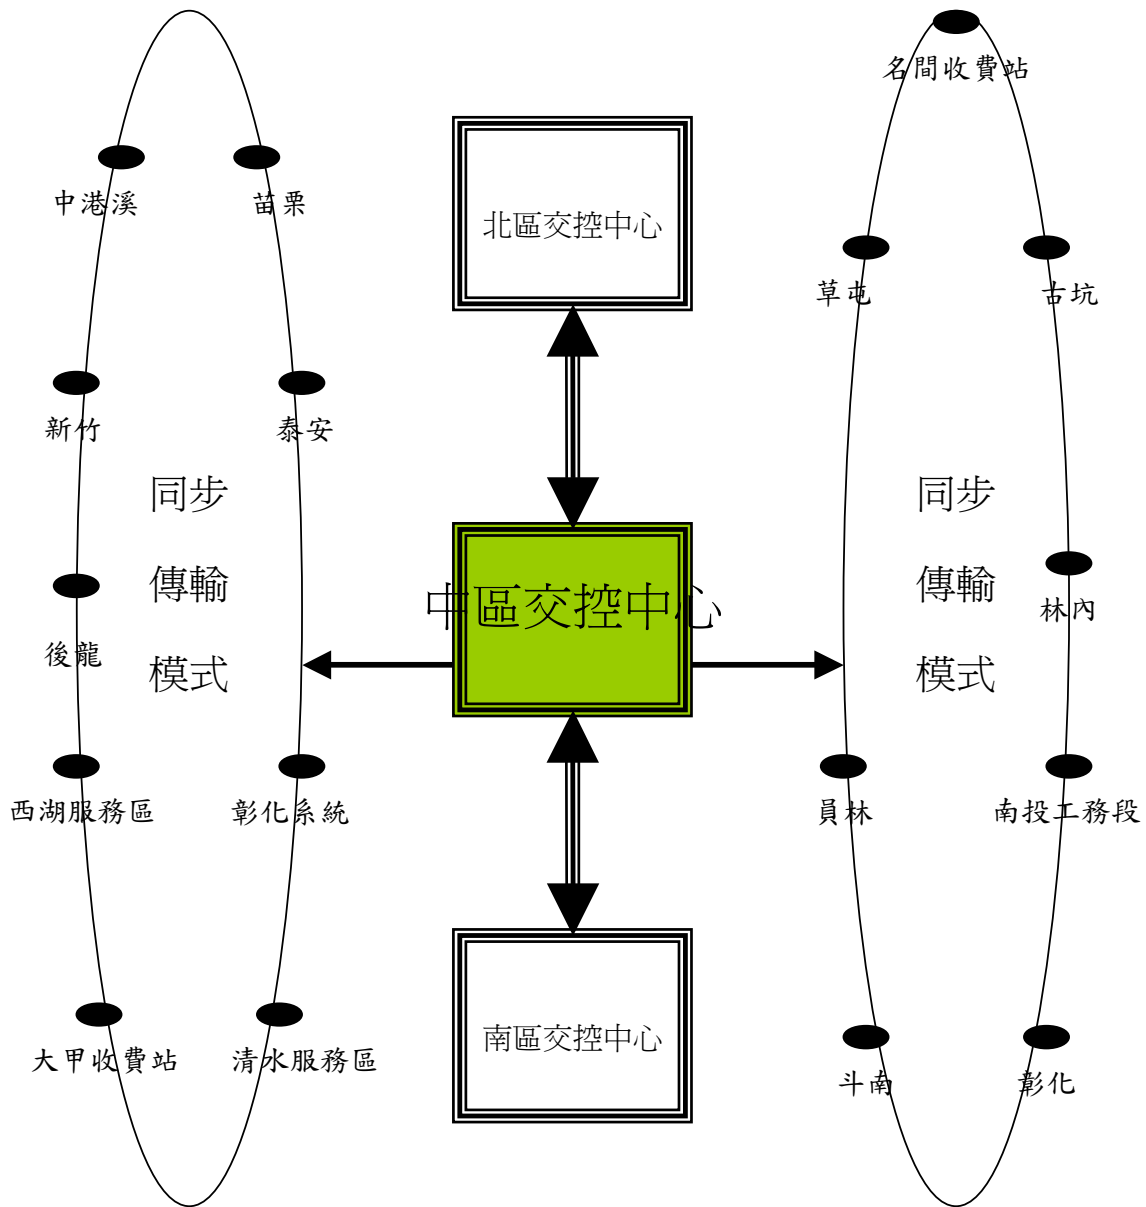 名間收費站
中港溪
苗栗
北區交控中心
草屯
古坑
新竹
泰安
同步
傳輸
模式
中區交控中心
同步
傳輸
模式
林內
後龍
西湖服務區
彰化系統
員林
南投工務段
大甲收費站
清水服務區
南區交控中心
斗南
彰化